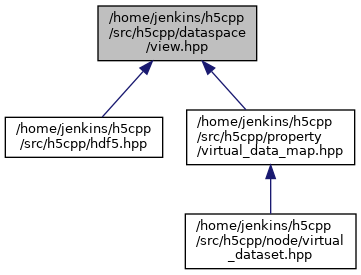 /home/jenkins/h5cpp
/src/h5cpp/dataspace
/view.hpp
/home/jenkins/h5cpp
/src/h5cpp/hdf5.hpp
/home/jenkins/h5cpp
/src/h5cpp/property
/virtual_data_map.hpp
/home/jenkins/h5cpp
/src/h5cpp/node/virtual
_dataset.hpp